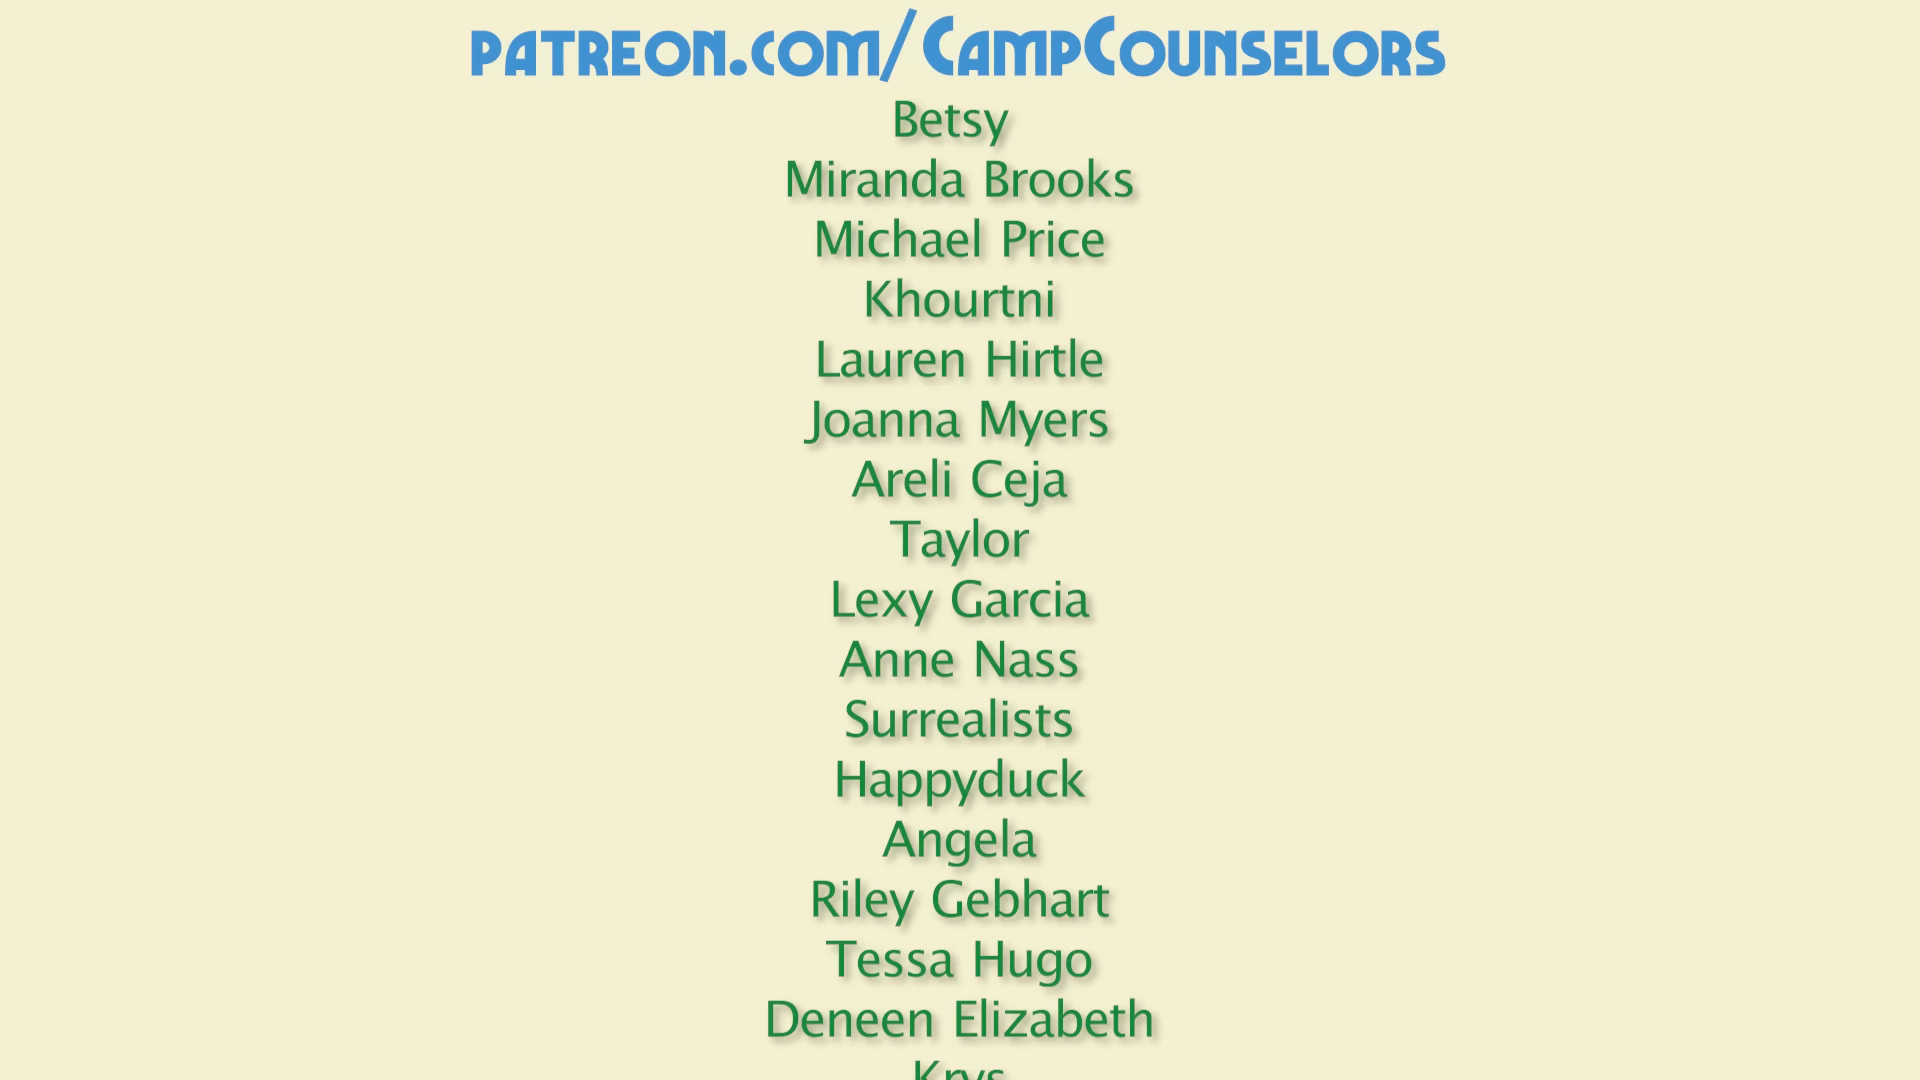 patreon.com/CampCounselors
Betsy
Miranda Brooks
Michael Price
Khourtni
Lauren Hirtle
Joanna Myers
Areli Ceja
Taylor
Lexy Garcia
Anne Nass
Surrealists
Happyduck
Angela
Riley Gebhart
Tessa Hugo
Deneen Elizabeth
Krys